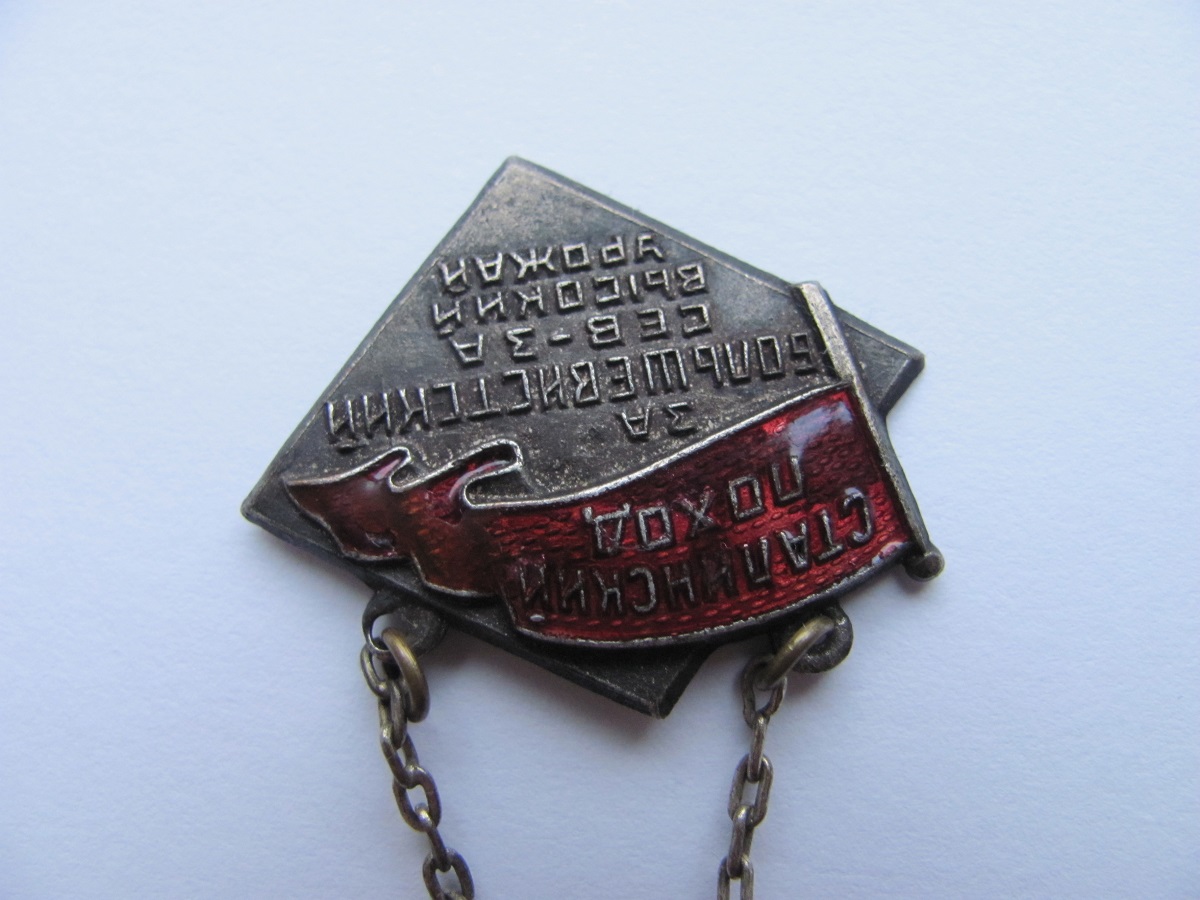 СТАЛИНСКИЙ
ПОХОД
ЗА
БОЛЬШЕВИСТСКИЙ
СЕВ-ЗА
ВЫСОКИЙ
УРОЖАЙ